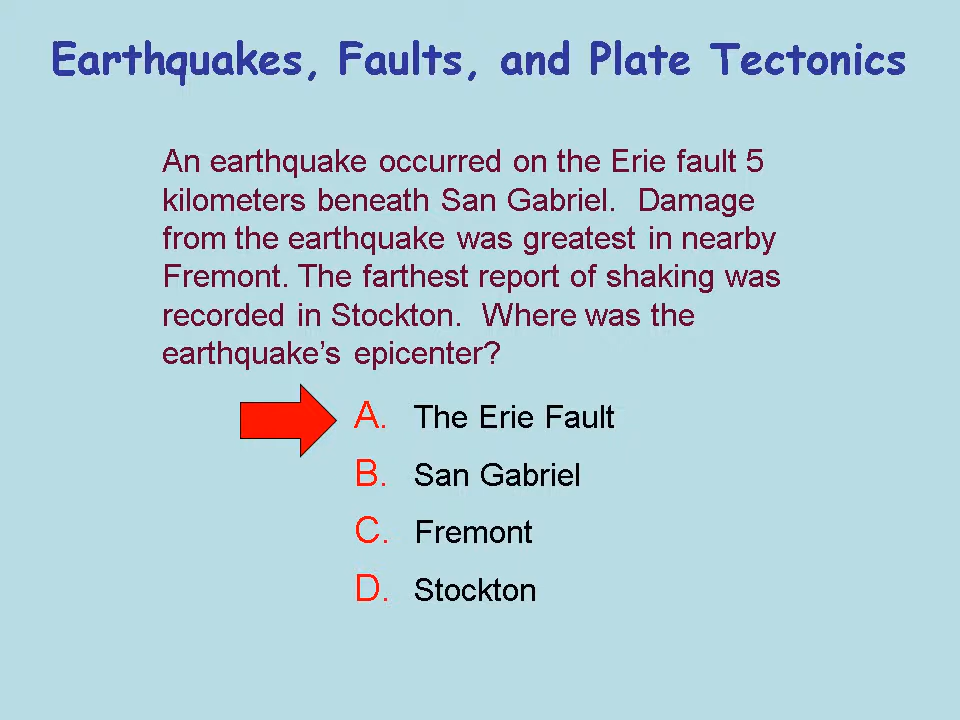 Earthquakes, Faults, and Plate Tectonics
An earthquake occurred on the Erie fault 5
kilometers beneath San Gabriel.  Damage
from the earthquake was greatest in nearby
Fremont. The farthest report of shaking was
recorded in Stockton.  Where was the
earthquake's epicenter?
A. The Erie Fault
B. San Gabriel
C. Fremont
D. Stockton